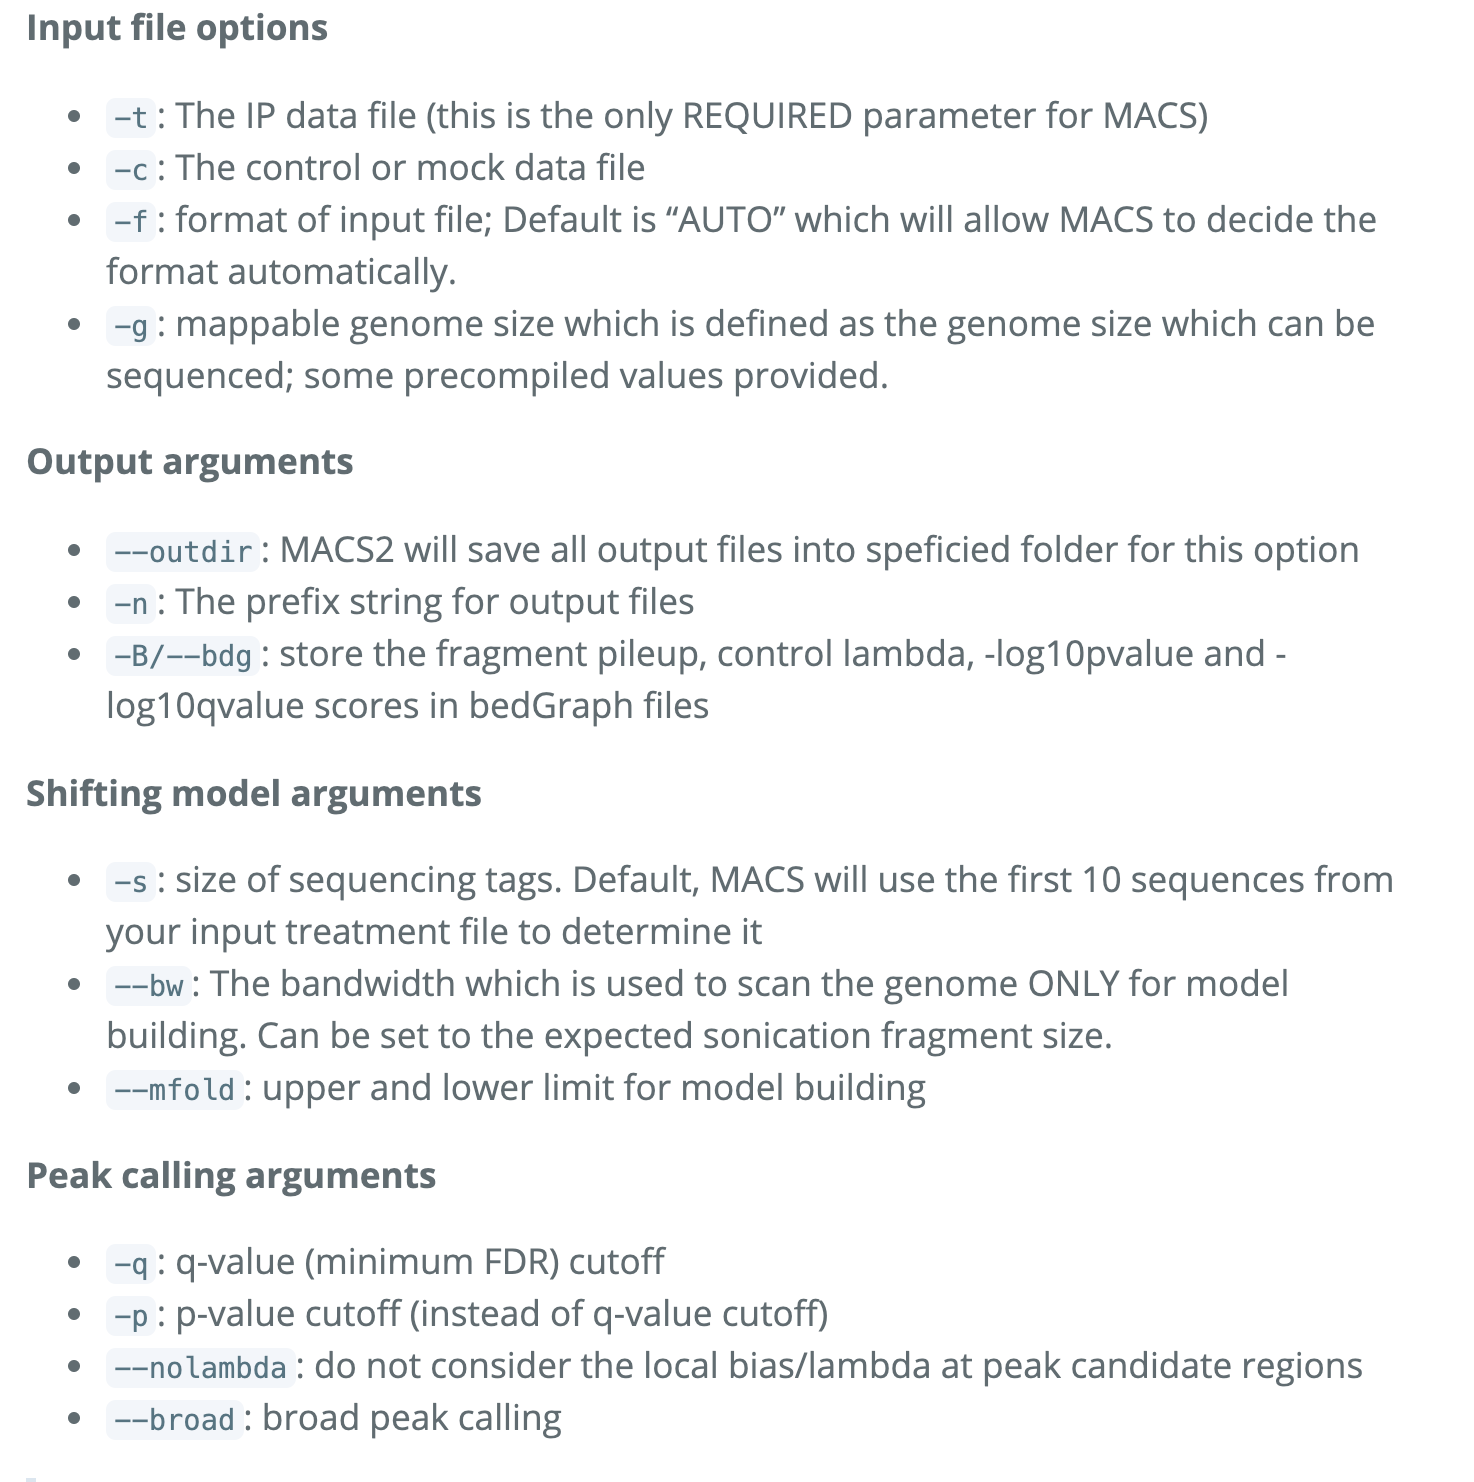 Input file options
• -t: The IP data file (this is the only REQUIRED parameter for MACS)
• -c: The control or mock data file
• -f: format of input file; Default is “AUTO” which will allow MACS to decide the
format automatically.
• -g: mappable genome size which is defined as the genome size which can be
sequenced; some precompiled values provided.
Output arguments
• --outdir: MACS2 will save all output files into speficied folder for this option
• -n: The prefix string for output files
• -B/--bdg: store the fragment pileup, control lambda, -log10pvalue and -
log10qvalue scores in bedGraph files
Shifting model arguments
• -s: size of sequencing tags. Default, MACS will use the first 10 sequences from
your input treatment file to determine it
• --bw: The bandwidth which is used to scan the genome ONLY for model
building. Can be set to the expected sonication fragment size.
• --mfold: upper and lower limit for model building
Peak calling arguments
• -q: q-value (minimum FDR) cutoff
• -p: p-value cutoff (instead of q-value cutoff)
• --nolambda: do not consider the local bias/lambda at peak candidate regions
• --broad: broad peak calling